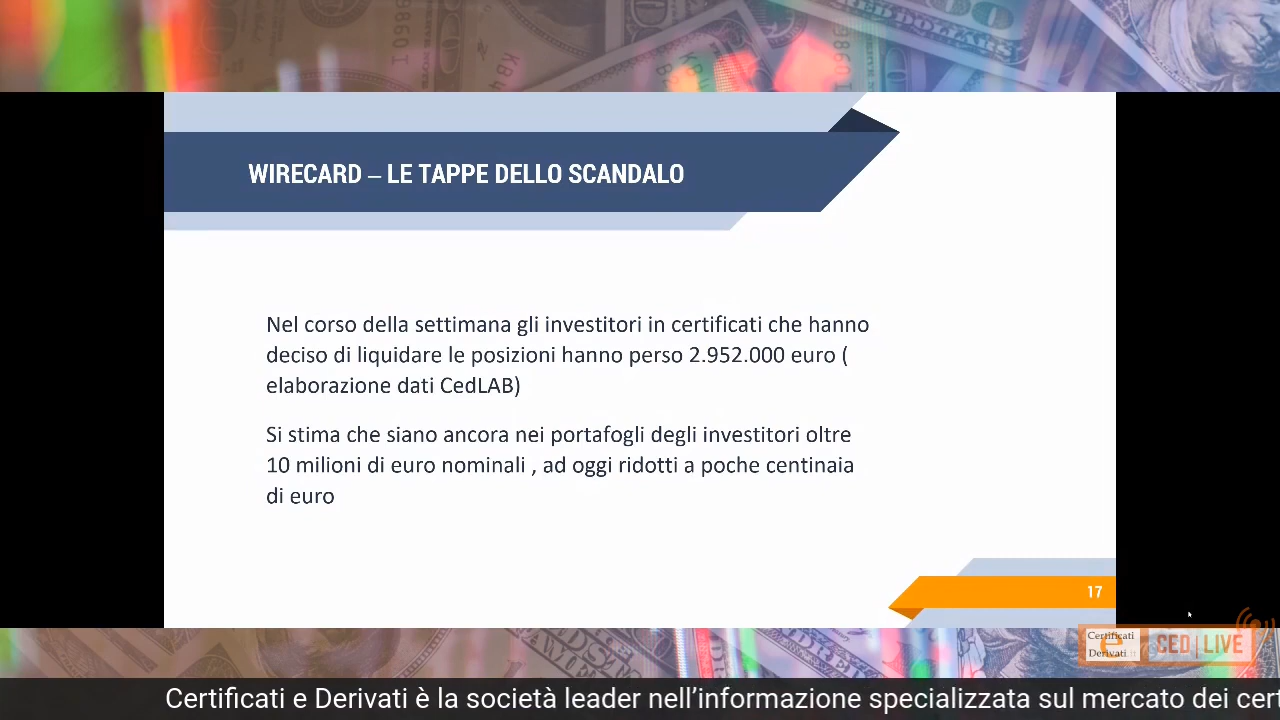 WIRECARD – LE TAPPE DELLO SCANDALO
Nel corso della settimana gli investitori in certificati che hanno
deciso di liquidare le posizioni hanno perso 2.952.000 euro (
elaborazione dati CedLAB)
Si stima che siano ancora nei portafogli degli investitori oltre
10 milioni di euro nominali , ad oggi ridotti a poche centinaia
di euro
17
Certificati
e
Derivati
CED | LIVE
Certificati e Derivati è la società leader nell’informazione specializzata sul mercato dei cert